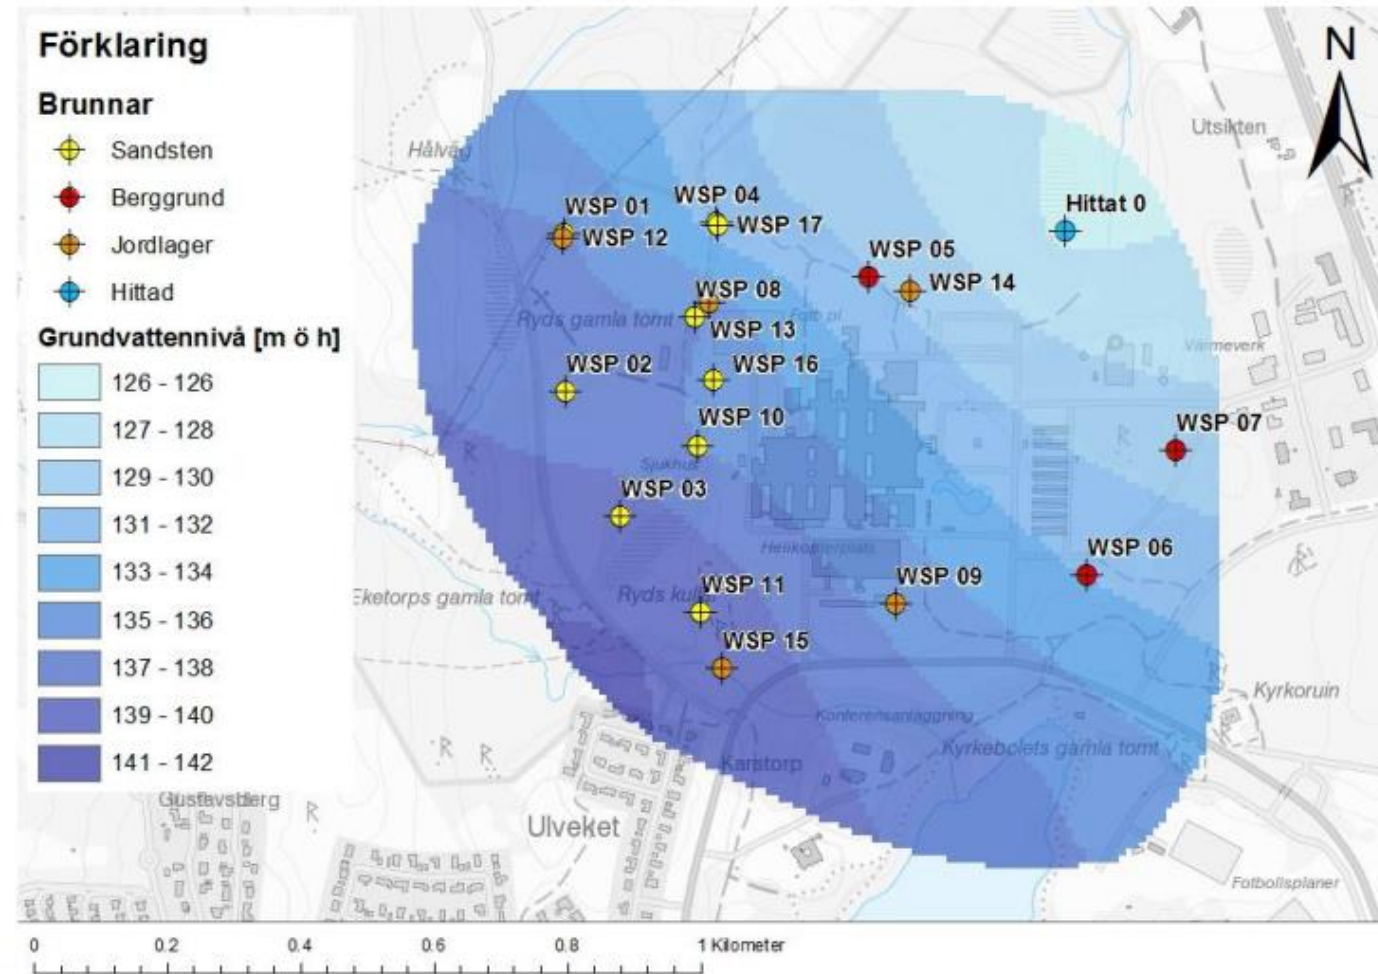 Förklaring
Brunnar
Sandsten
Berggrund
Jordlager
Hittad
Grundvattennivå [m ö h]
126 - 126
127 - 128
129 - 130
131 - 132
133 - 134
135 - 136
137 - 138
139 - 140
141 - 142
N
Utsikten
WSP 04
Hittat 0
WSP 01
WSP 17
WSP 12
WSP 05
WSP 14
WSP 08
Ryds gamla tomt
WSP 13
Värmeverk
WSP 02
WSP 16
WSP 10
WSP 07
Sjukhus
WSP 03
Helikopterplats
WSP 06
WSP 09
Eketorps gamla tomt
WSP 11
WSP 15
Kyrkoruin
Konferensanläggning
Kyrkebolets gamla tomt
Karstorp
Gustavsberg
Ulveket
Fotbollsplaner
0
0.2
0.4
0.6
0.8
1 Kilometer